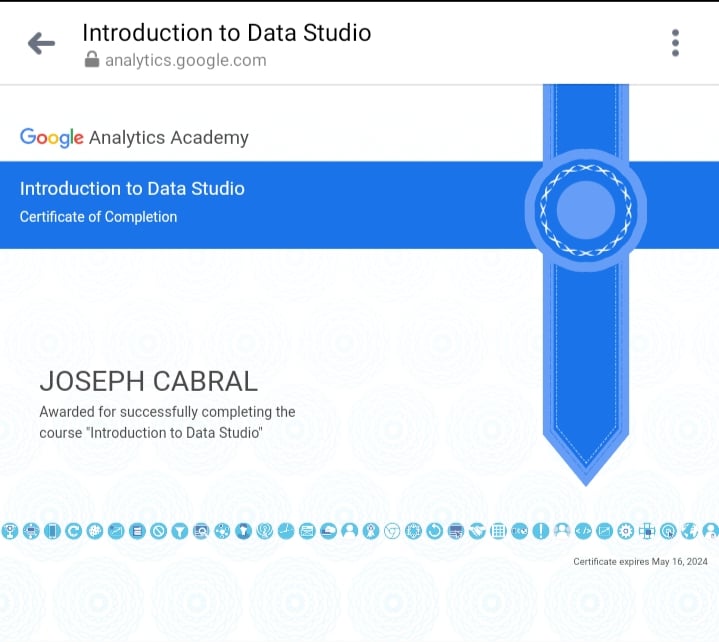 Introduction to Data Studio
analytics.google.com
Google Analytics Academy
Introduction to Data Studio
Certificate of Completion
JOSEPH CABRAL
Awarded for successfully completing the
course "Introduction to Data Studio"
Certificate expires May 16, 2024